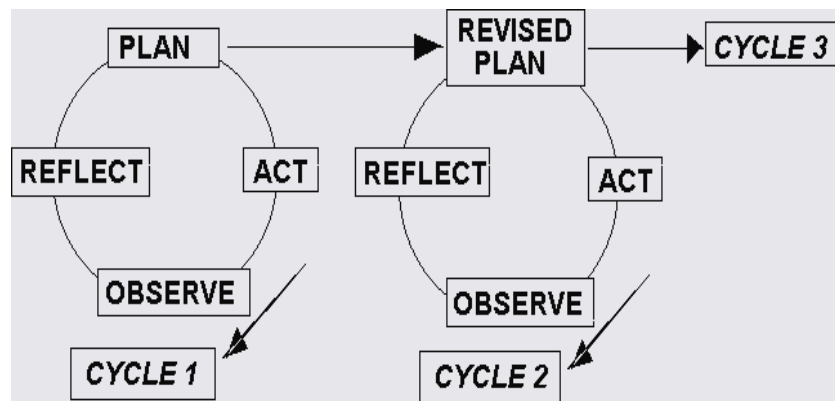 PLAN
REVISED
PLAN
CYCLE 3
REFLECT
ACT
REFLECT
ACT
OBSERVE
OBSERVE
CYCLE 1
CYCLE 2